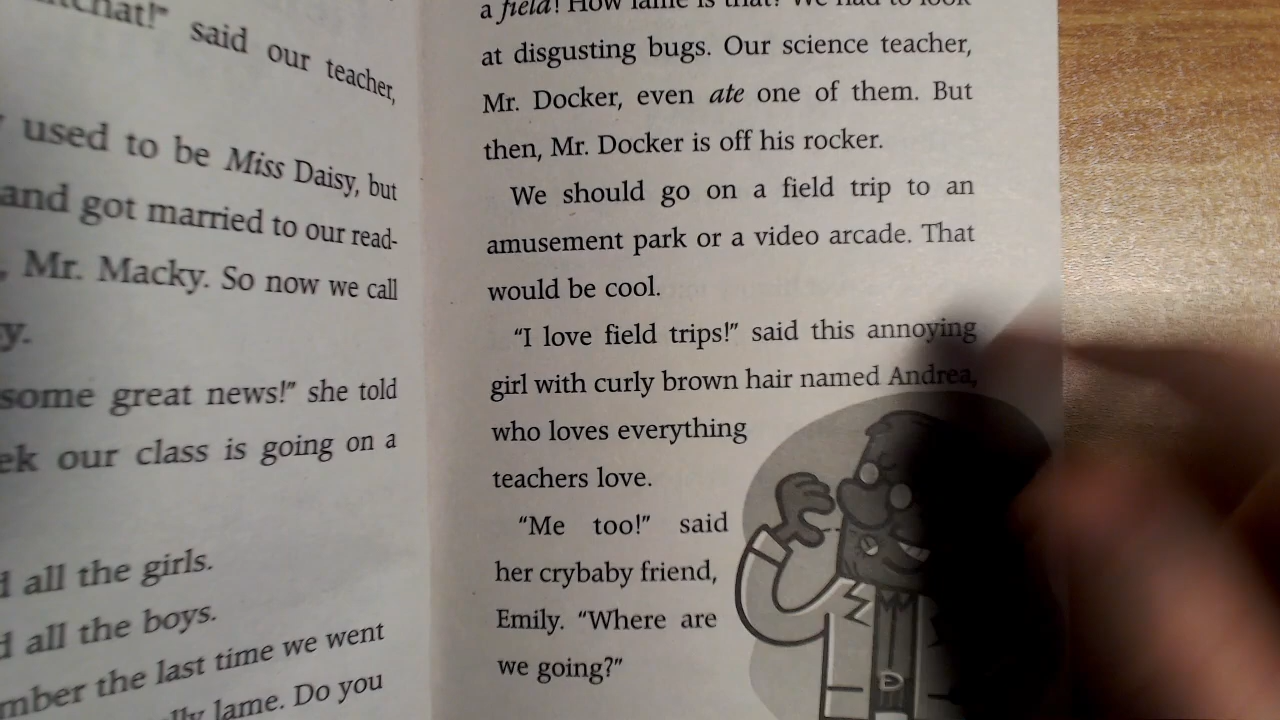 said our teacher,
used to be Miss Daisy, but
and got married to our read-
, Mr. Macky. So now we call
y.
some great news!” she told
our class is going on a
all the girls.
all the boys.
the last time we went
lame. Do you
a field! How lame is that? We had to look
at disgusting bugs. Our science teacher,
Mr. Docker, even ate one of them. But
then, Mr. Docker is off his rocker.
We should go on a field trip to an
amusement park or a video arcade. That
would be cool.
“I love field trips!” said this annoying
girl with curly brown hair named Andrea,
who loves everything
teachers love.
“Me too!” said
her crybaby friend,
Emily. “Where are
we going?”